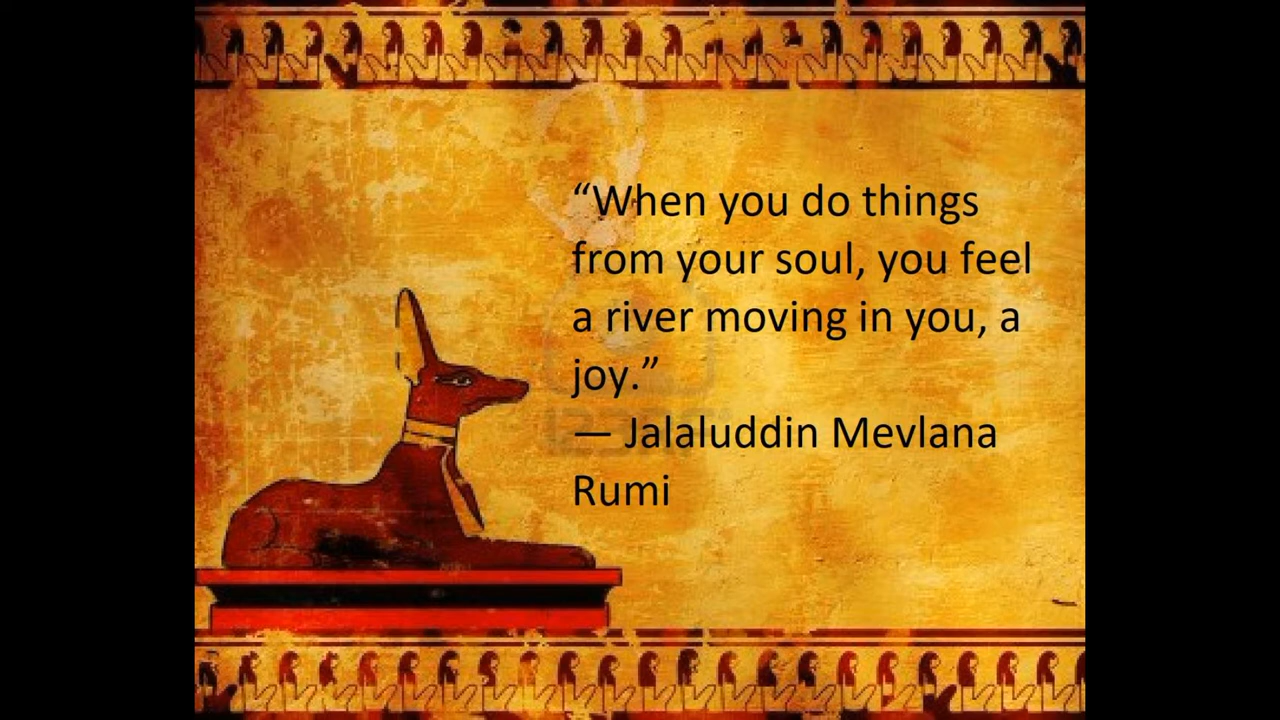 “When you do things
from your soul, you feel
a river moving in you, a
joy.”
— Jalaluddin Mevlana
Rumi